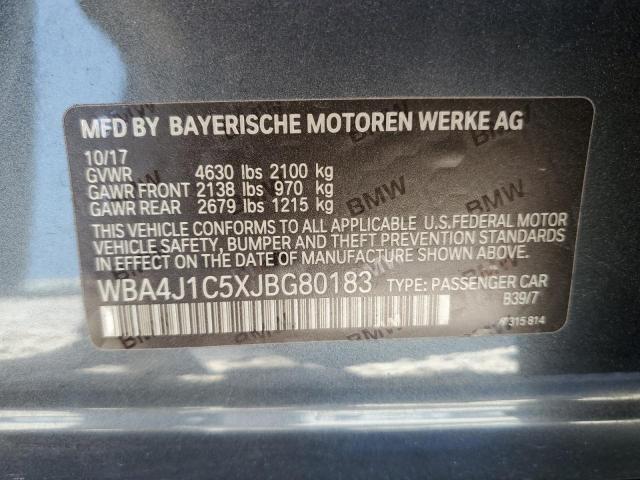 MFD BY BAYERISCHE MOTOREN WERKE AG
10/17
GVWR 4630 lbs 2100 kg
GAWR FRONT 2138 lbs 970 kg
GAWR REAR 2679 lbs 1215 kg
THIS VEHICLE CONFORMS TO ALL APPLICABLE U.S.FEDERAL MOTOR
VEHICLE SAFETY, BUMPER AND THEFT PREVENTION STANDARDS
IN EFFECT ON THE DATE OF MANUFACTURE SHOWN ABOVE.
WBA4J1C5XJBG80183 TYPE: PASSENGER CAR
B39/7
315 814